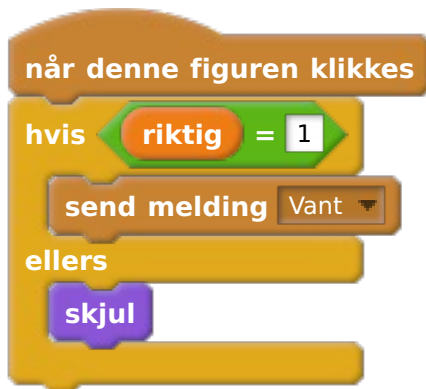 når denne figuren klikkes
hvis riktig = 1
send melding Vant
ellers
skjul